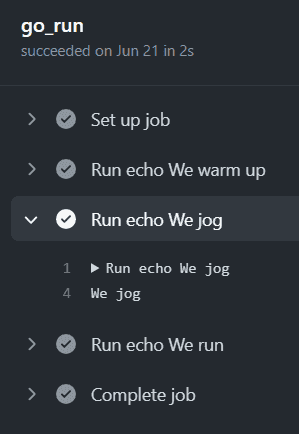 go_run
succeeded on Jun 21 in 2s
Set up job
Run echo We warm up
Run echo We jog
1 Run echo We jog
4 We jog
Run echo We run
Complete job